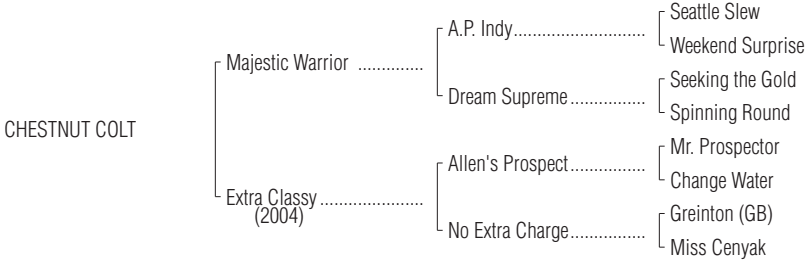 Seattle Slew
A.P. Indy.............................
Weekend Surprise
Majestic Warrior ..............
Seeking the Gold
Dream Supreme.................
Spinning Round
CHESTNUT COLT
Mr. Prospector
Allen's Prospect.................
Change Water
Extra Classy......................
(2004)
Greinton (GB)
No Extra Charge.................
Miss Cenyak